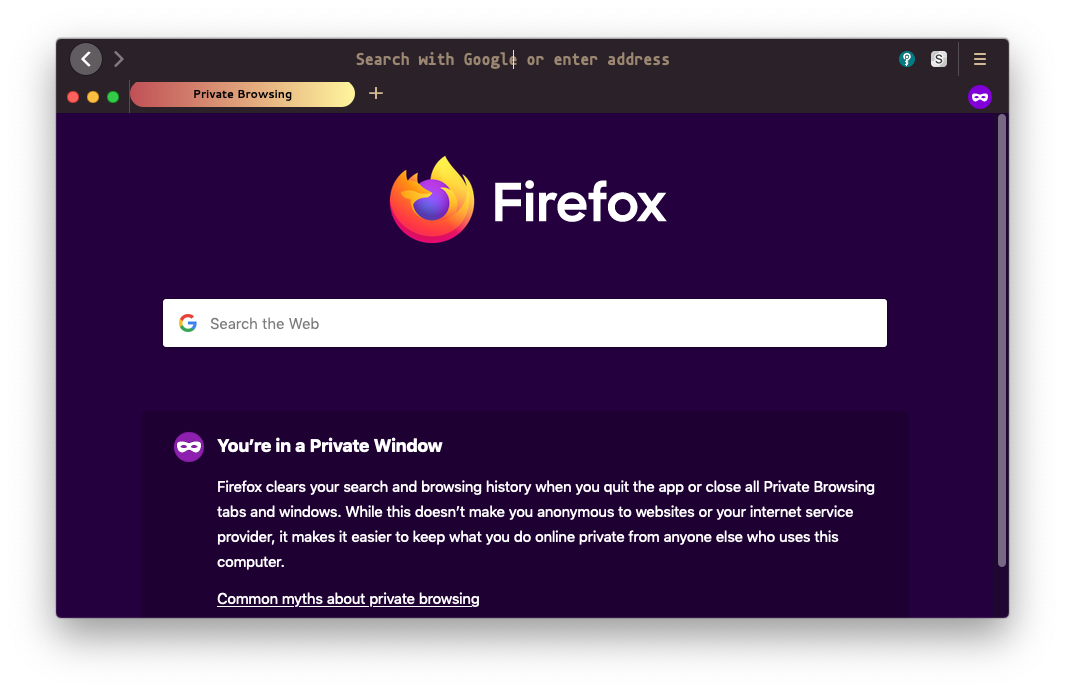 Search with Google or enter address
S
Private Browsing
Firefox
Search the Web
You’re in a Private Window
Firefox clears your search and browsing history when you quit the app or close all Private Browsing
tabs and windows. While this doesn’t make you anonymous to websites or your internet service
provider, it makes it easier to keep what you do online private from anyone else who uses this
computer.
Common myths about private browsing